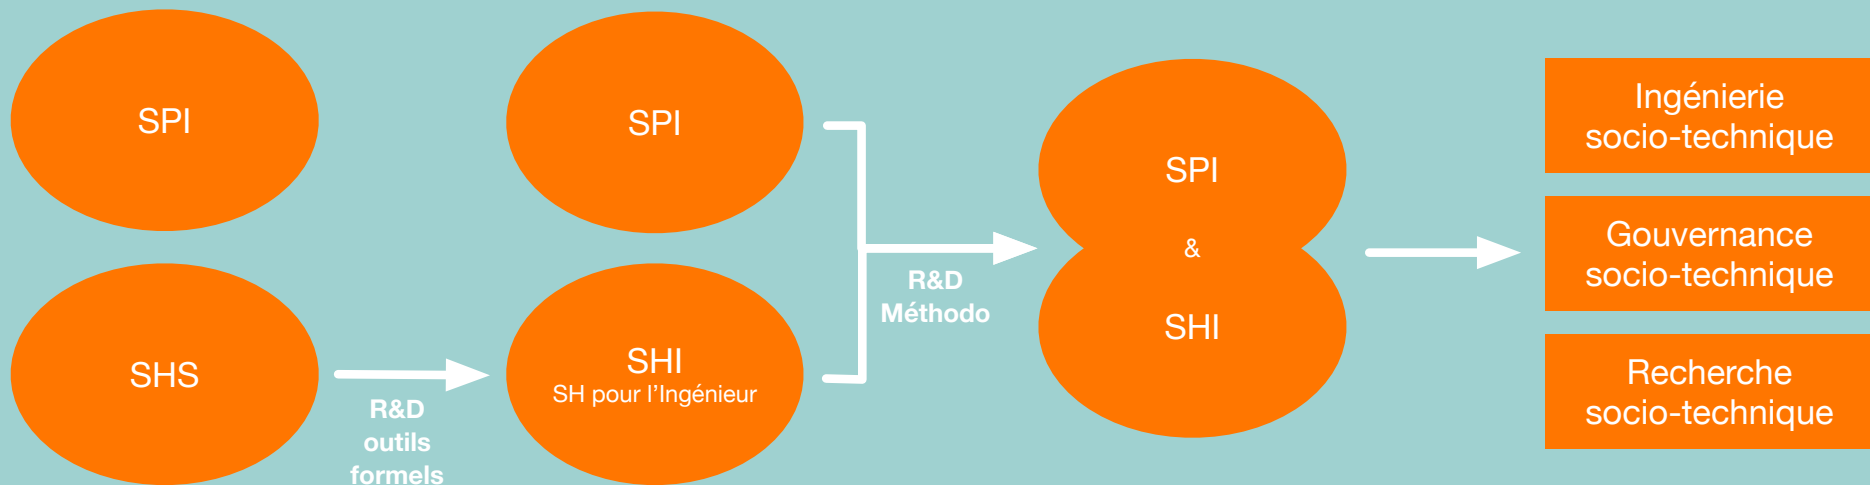 SPI
SHS
R&D
outils
formels
SPI
SHI
SH pour l'Ingénieur
R&D
Méthodo
SPI
&
SHI
Ingénierie
socio-technique
Gouvernance
socio-technique
Recherche
socio-technique